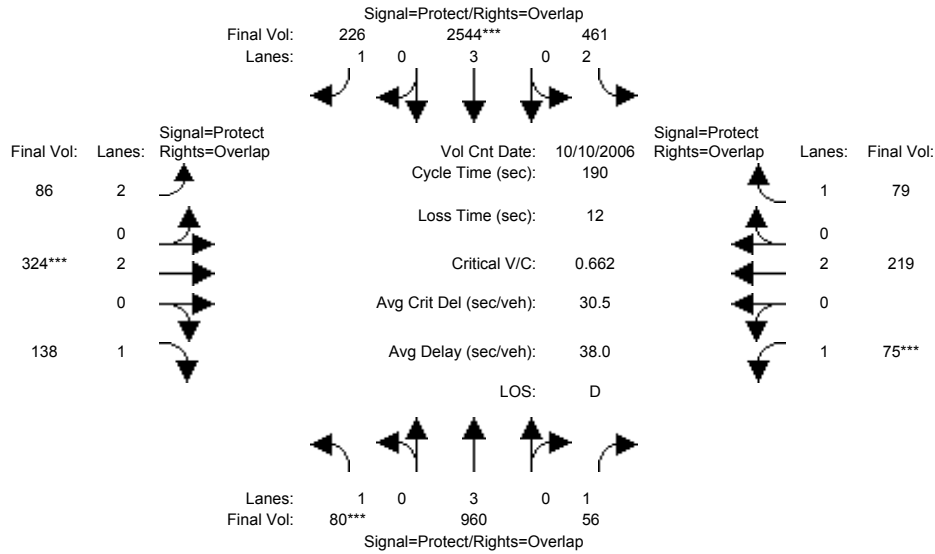 Signal=Protect/Rights=Overlap
Final Vol: 226 2544*** 461
Lanes: 1 0 3 0 2
Signal=Protect
Final Vol: Lanes: Rights=Overlap
Vol Cnt Date: 10/10/2006
Signal=Protect
Rights=Overlap Lanes: Final Vol:
Cycle Time (sec): 190
86 2
1 79
Loss Time (sec): 12
0
0
324*** 2
Critical V/C: 0.662
2 219
0
Avg Crit Del (sec/veh): 30.5
0
138 1
Avg Delay (sec/veh): 38.0
1 75***
LOS: D
Lanes: 1 0 3 0 1
Final Vol: 80*** 960 56
Signal=Protect/Rights=Overlap